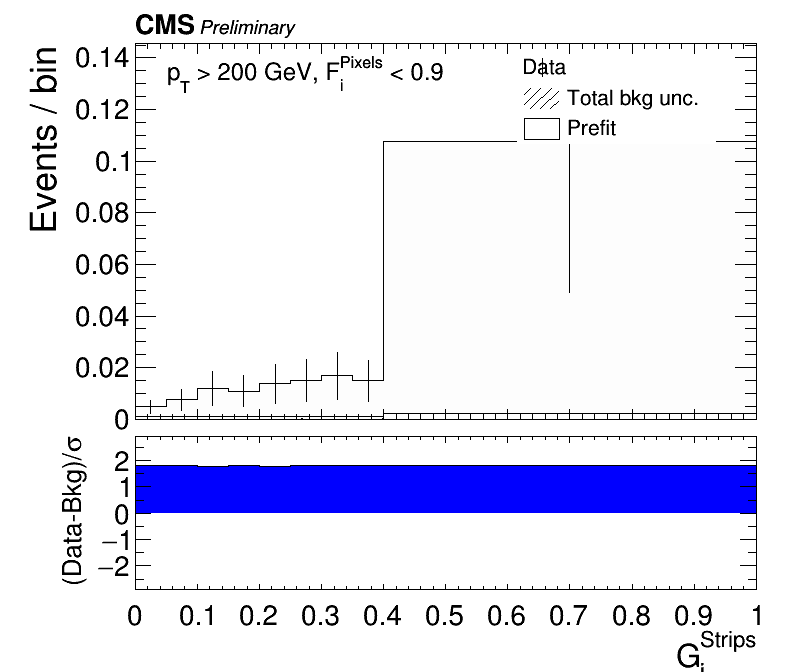 CMS Preliminary
Events / bin
0.14
0.12
0.1
0.08
0.06
0.04
0.02
0
p_T > 200 GeV, F_i^Pixels < 0.9
Data
Total bkg unc.
Prefit
(Data-Bkg)/σ
2
1
0
−1
−2
0 0.1 0.2 0.3 0.4 0.5 0.6 0.7 0.8 0.9 1
G_i^Strips